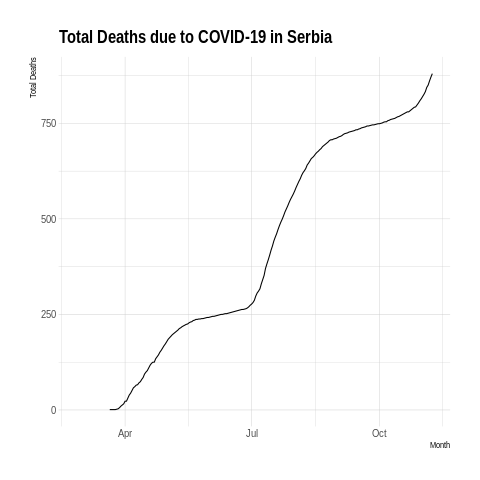 Total Deaths due to COVID-19 in Serbia
Total Deaths
750
500
250
0
Apr Jul Oct
Month